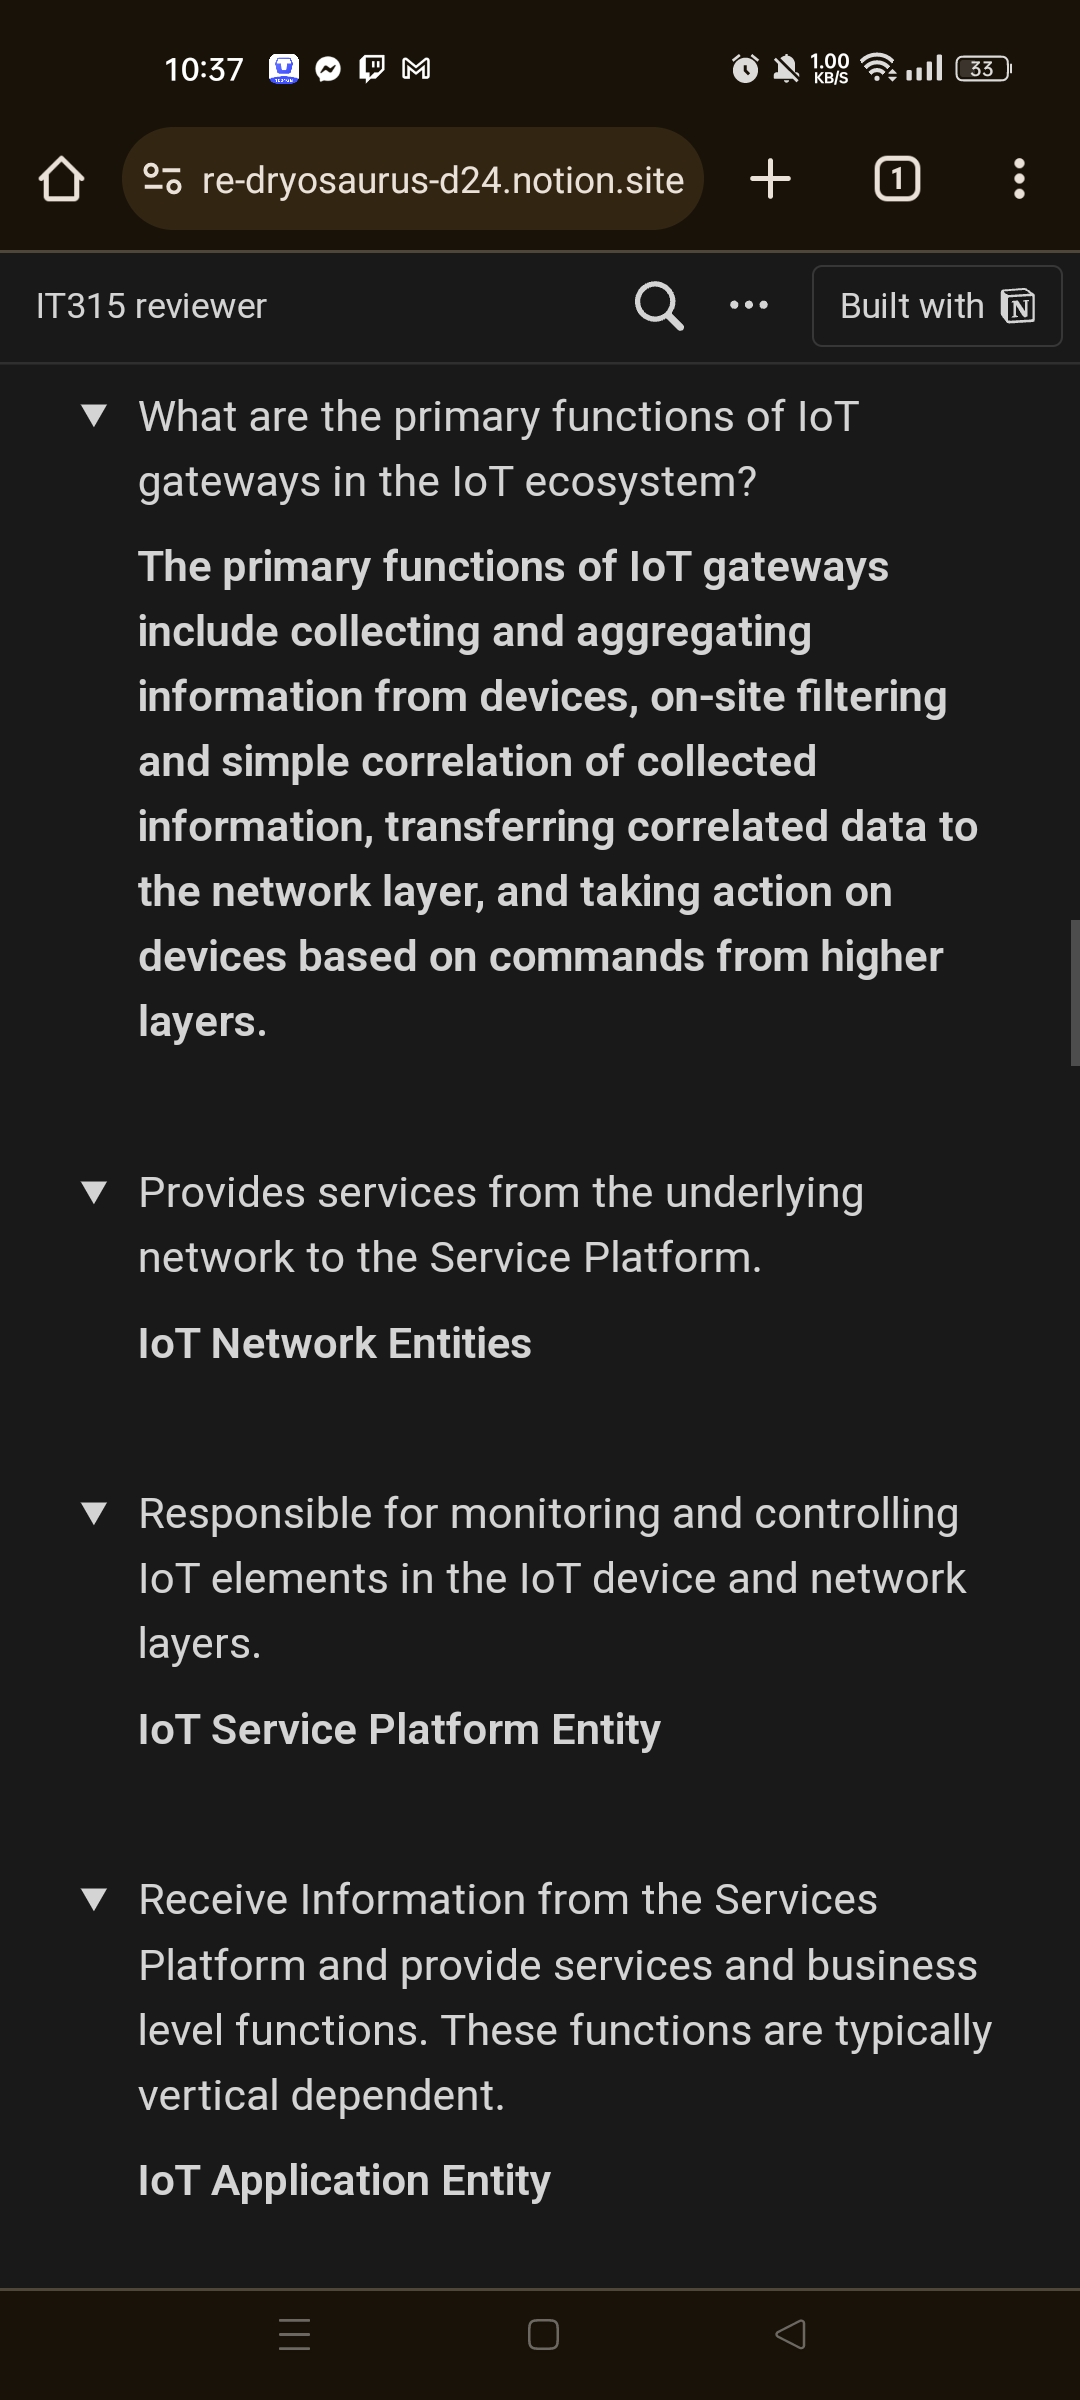 10:37
1.00
KB/S
33
re-dryosaurus-d24.notion.site
1
IT315 reviewer
Built with
What are the primary functions of IoT
gateways in the IoT ecosystem?
The primary functions of IoT gateways
include collecting and aggregating
information from devices, on-site filtering
and simple correlation of collected
information, transferring correlated data to
the network layer, and taking action on
devices based on commands from higher
layers.
Provides services from the underlying
network to the Service Platform.
IoT Network Entities
Responsible for monitoring and controlling
IoT elements in the IoT device and network
layers.
IoT Service Platform Entity
Receive Information from the Services
Platform and provide services and business
level functions. These functions are typically
vertical dependent.
IoT Application Entity